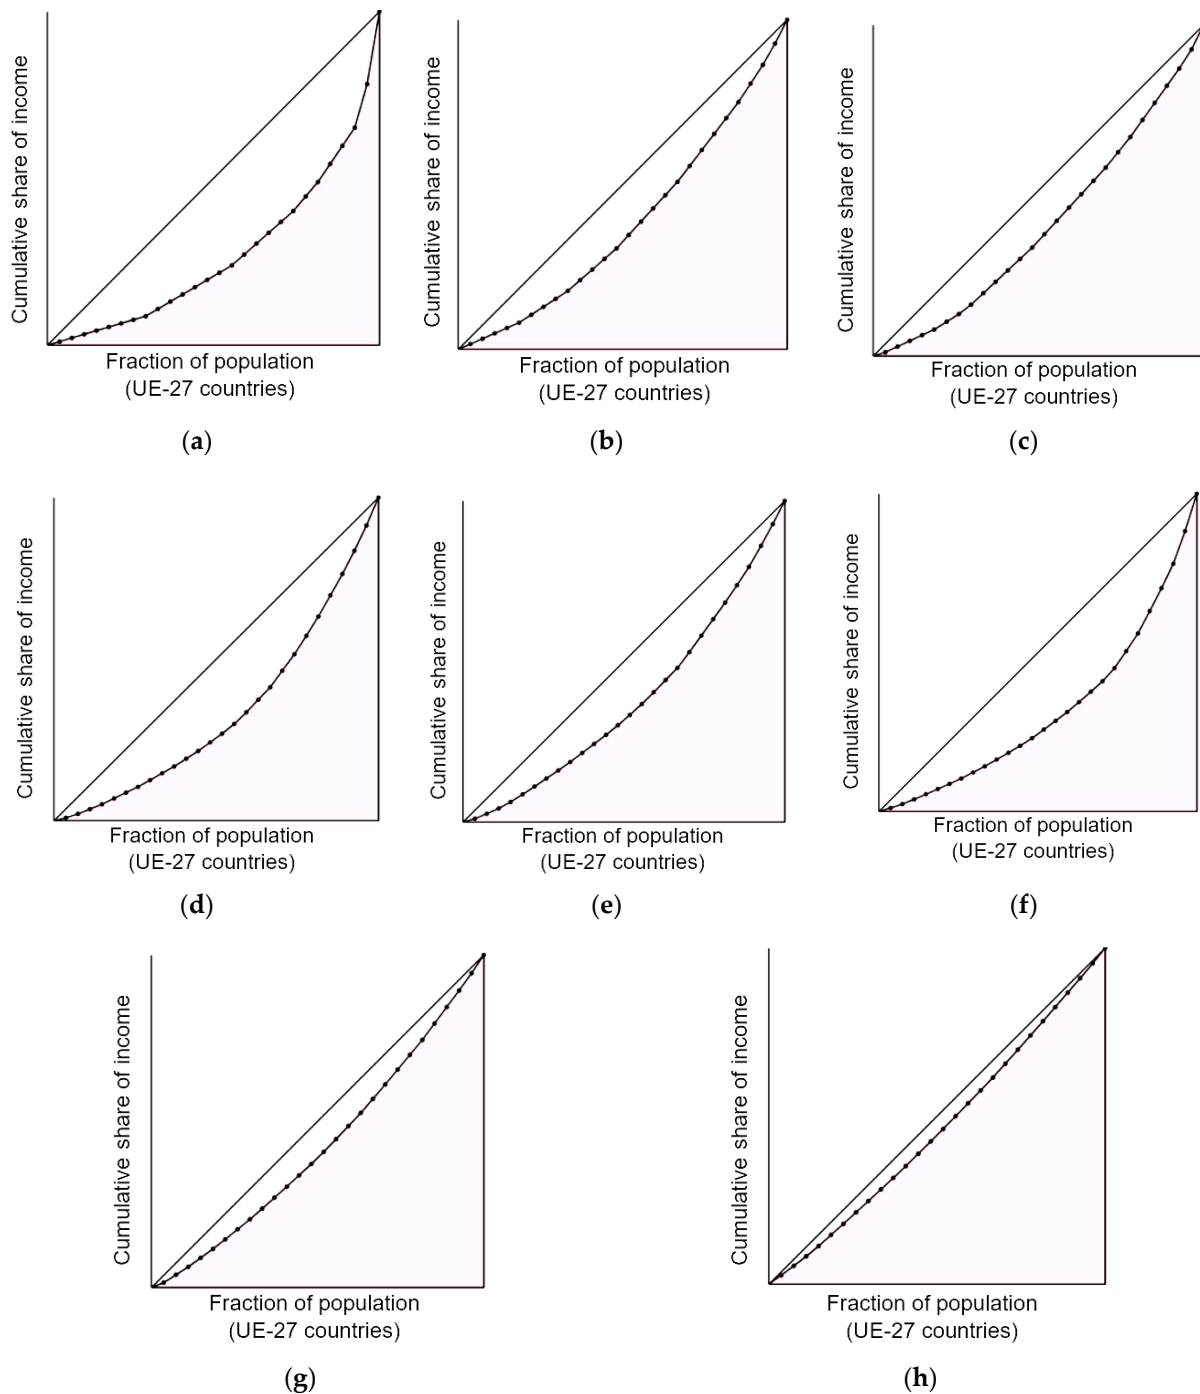 Cumulative share of income
Fraction of population
(UE-27 countries)
(a)
Cumulative share of income
Fraction of population
(UE-27 countries)
(b)
Cumulative share of income
Fraction of population
(UE-27 countries)
(c)
Cumulative share of income
Fraction of population
(UE-27 countries)
(d)
Cumulative share of income
Fraction of population
(UE-27 countries)
(e)
Cumulative share of income
Fraction of population
(UE-27 countries)
(f)
Cumulative share of income
Fraction of population
(UE-27 countries)
(g)
Cumulative share of income
Fraction of population
(UE-27 countries)
(h)